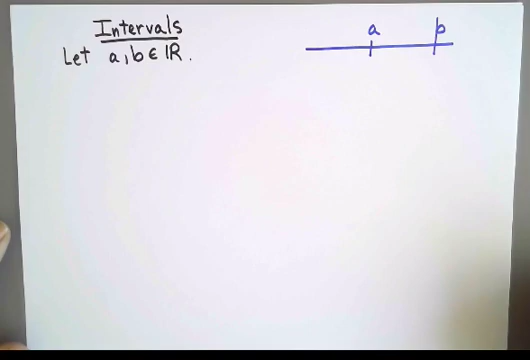 Intervals
Let a, b ∈ ℝ.
a b